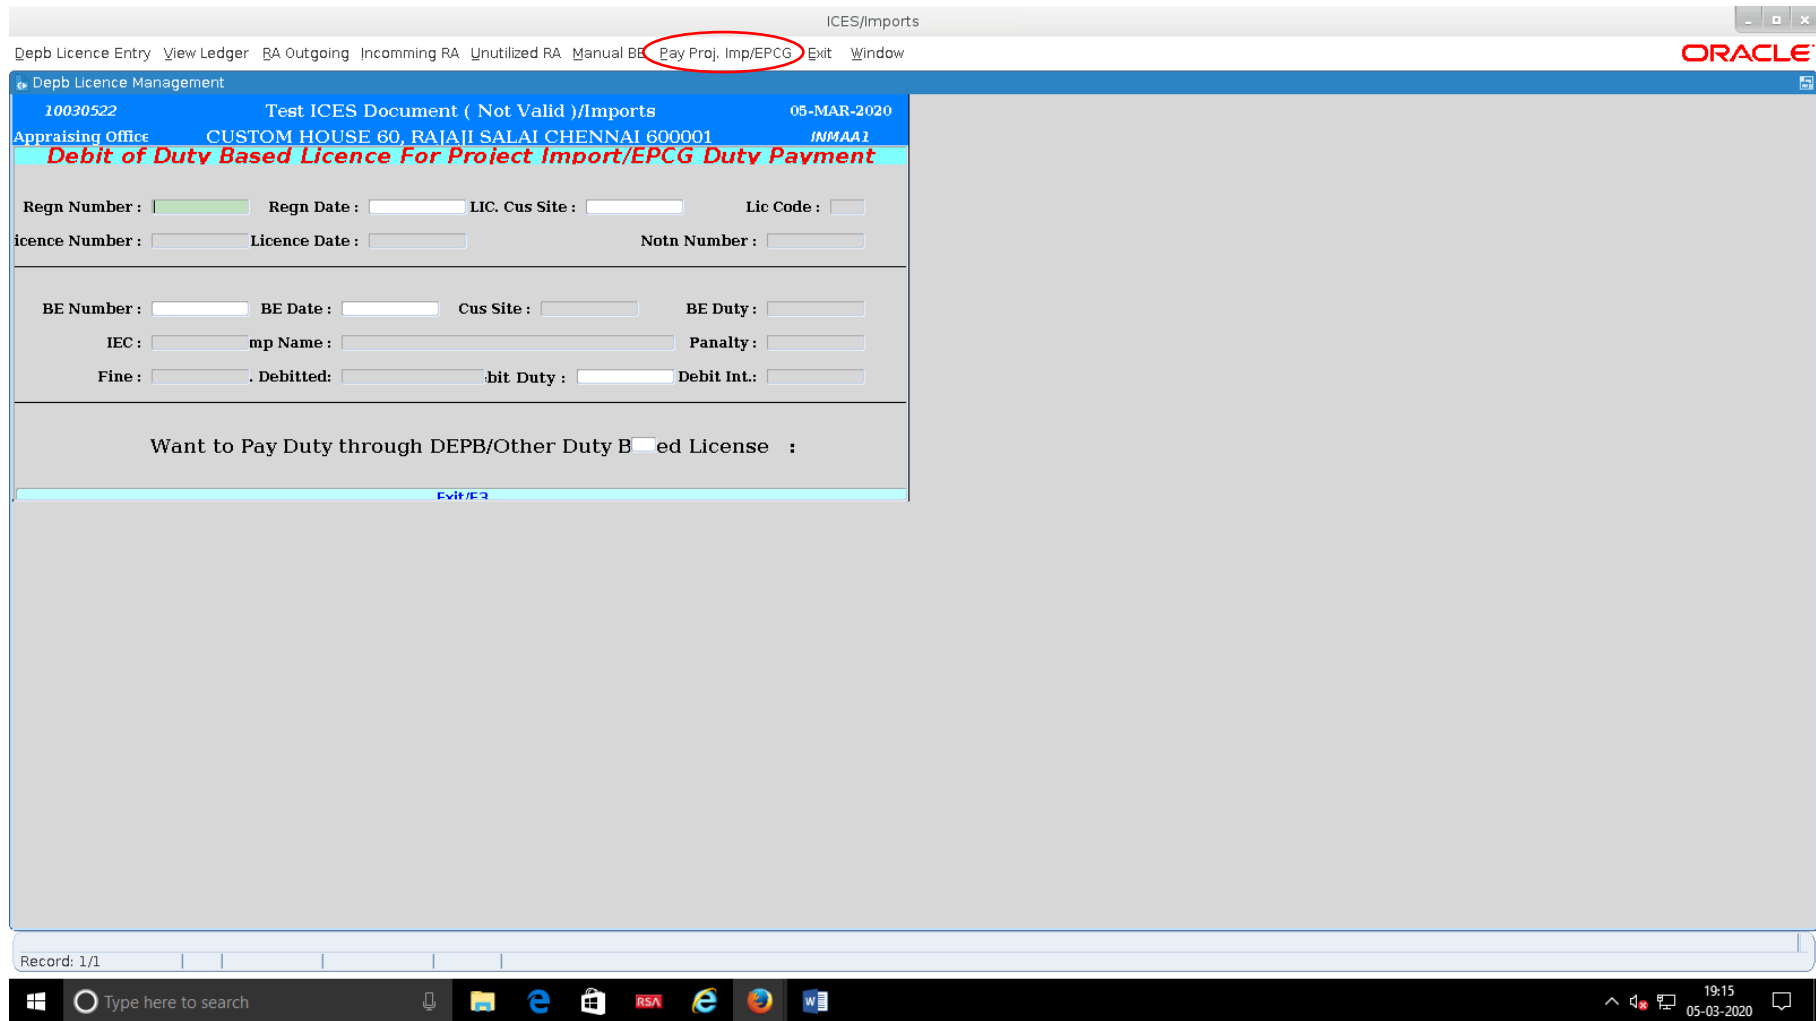 ICES/Imports
Depb Licence Entry View Ledger RA Outgoing Incomming RA Unutilized RA Manual BE Pay Proj. Imp/EPCG Exit Window ORACLE
Depb Licence Management
10030522 Test ICES Document ( Not Valid )/Imports 05-MAR-2020
Appraising Office CUSTOM HOUSE 60, RAJAJI SALAI CHENNAI 600001 INMAA1
Debit of Duty Based Licence For Project Import/EPCG Duty Payment
Regn Number : Regn Date : LIC. Cus Site : Lic Code :
icence Number : Licence Date : Notn Number :
BE Number : BE Date : Cus Site : BE Duty :
IEC : mp Name : Panalty :
Fine : . Debitted: bit Duty : Debit Int.:
Want to Pay Duty through DEPB/Other Duty B ed License :
Exit/F3
Record: 1/1
Type here to search RSA W 19:15
05-03-2020